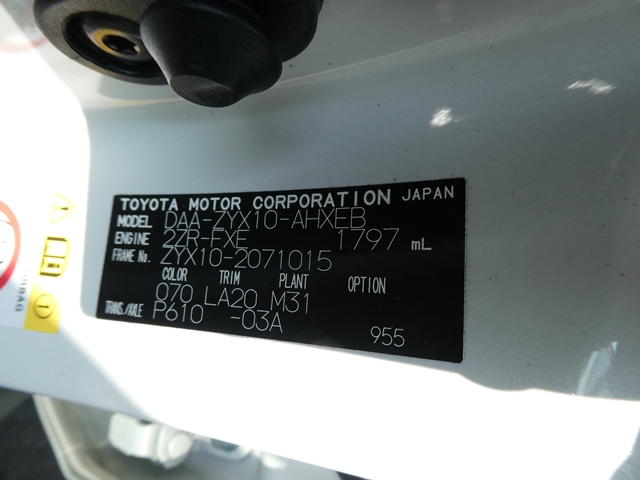 TOYOTA MOTOR CORPORATION JAPAN
MODEL DAA-ZYX10-AHXEB
ENGINE 2ZR-FXE 1797 mL
FRAME No. ZYX10-2071015
COLOR TRIM PLANT OPTION
070 LA20 M31
TRANS./AXLE P610 -03A
955